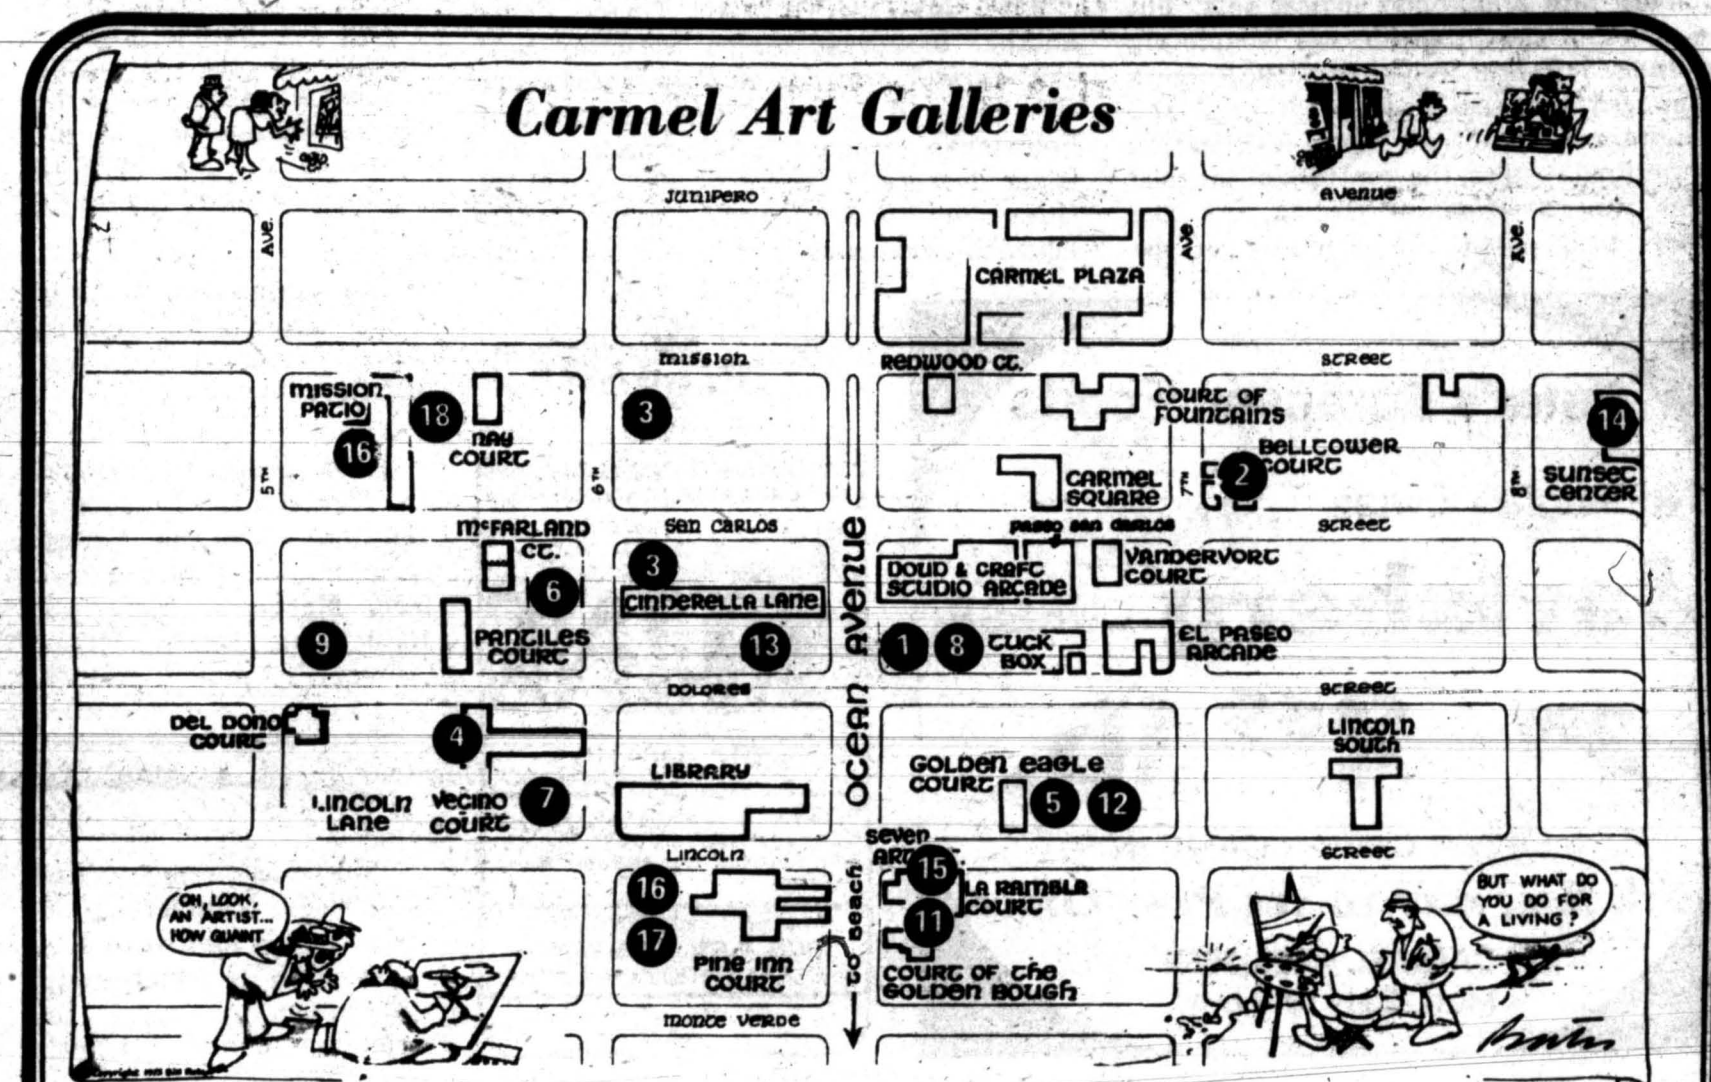 Carmel Art Galleries
JUNIPERO
AVENUE
AVE.
AVE.
AVE.
CARMEL PLAZA
MISSION
REDWOOD CT.
STREET
MISSION
PATIO
18
3
COURT OF
FOUNTAINS
14
16
NAY
COURT
BELLTOWER
COURT
2
5TH
6TH
CARMEL
SQUARE
7TH
8TH
SUNSET
CENTER
McFARLAND
CT.
SAN CARLOS
PASEO SAN CARLOS
STREET
3
DOUD & CRAFT
STUDIO ARCADE
VANDERVORT
COURT
6
CINDERELLA LANE
OCEAN AVENUE
9
PANTILES
COURT
13
1
8
TUCK
BOX
EL PASEO
ARCADE
DOLORES
STREET
DEL DONO
COURT
4
LINCOLN
SOUTH
LIBRARY
GOLDEN EAGLE
COURT
5
12
LINCOLN
LANE
VECINO
COURT
7
SEVEN
LINCOLN
STREET
15
16
LA RAMBLA
COURT
11
17
TO BEACH
PINE INN
COURT
COURT OF THE
GOLDEN BOUGH
MONTE VERDE
OH, LOOK,
AN ARTIST...
HOW QUAINT
BUT WHAT DO
YOU DO FOR
A LIVING?